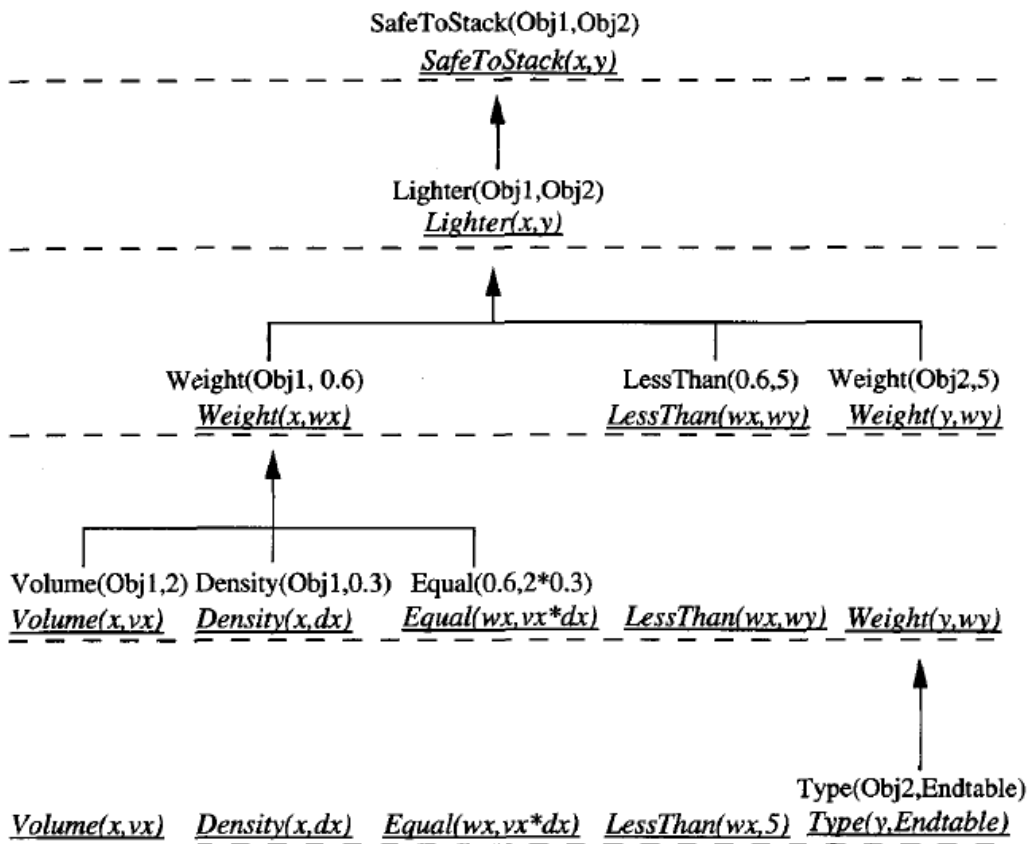 SafeToStack(Obj1,Obj2)
SafeToStack(x,y)
Lighter(Obj1,Obj2)
Lighter(x,y)
Weight(Obj1, 0.6) LessThan(0.6,5) Weight(Obj2,5)
Weight(x,wx) LessThan(wx,wy) Weight(y,wy)
Volume(Obj1,2) Density(Obj1,0.3) Equal(0.6,2*0.3)
Volume(x,vx) Density(x,dx) Equal(wx,vx*dx) LessThan(wx,wy) Weight(y,wy)
Type(Obj2,Endtable)
Volume(x,vx) Density(x,dx) Equal(wx,vx*dx) LessThan(wx,5) Type(y,Endtable)